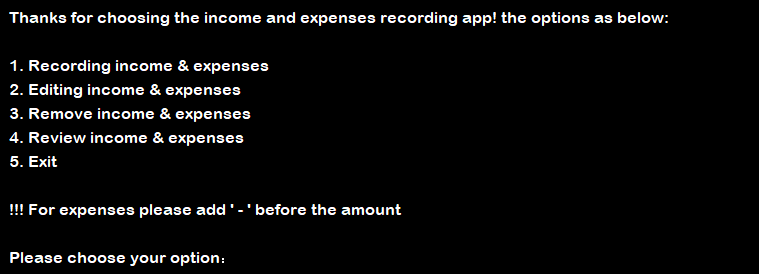 Thanks for choosing the income and expenses recording app! the options as below:
1. Recording income & expenses
2. Editing income & expenses
3. Remove income & expenses
4. Review income & expenses
5. Exit
!!! For expenses please add ' - ' before the amount
Please choose your option：